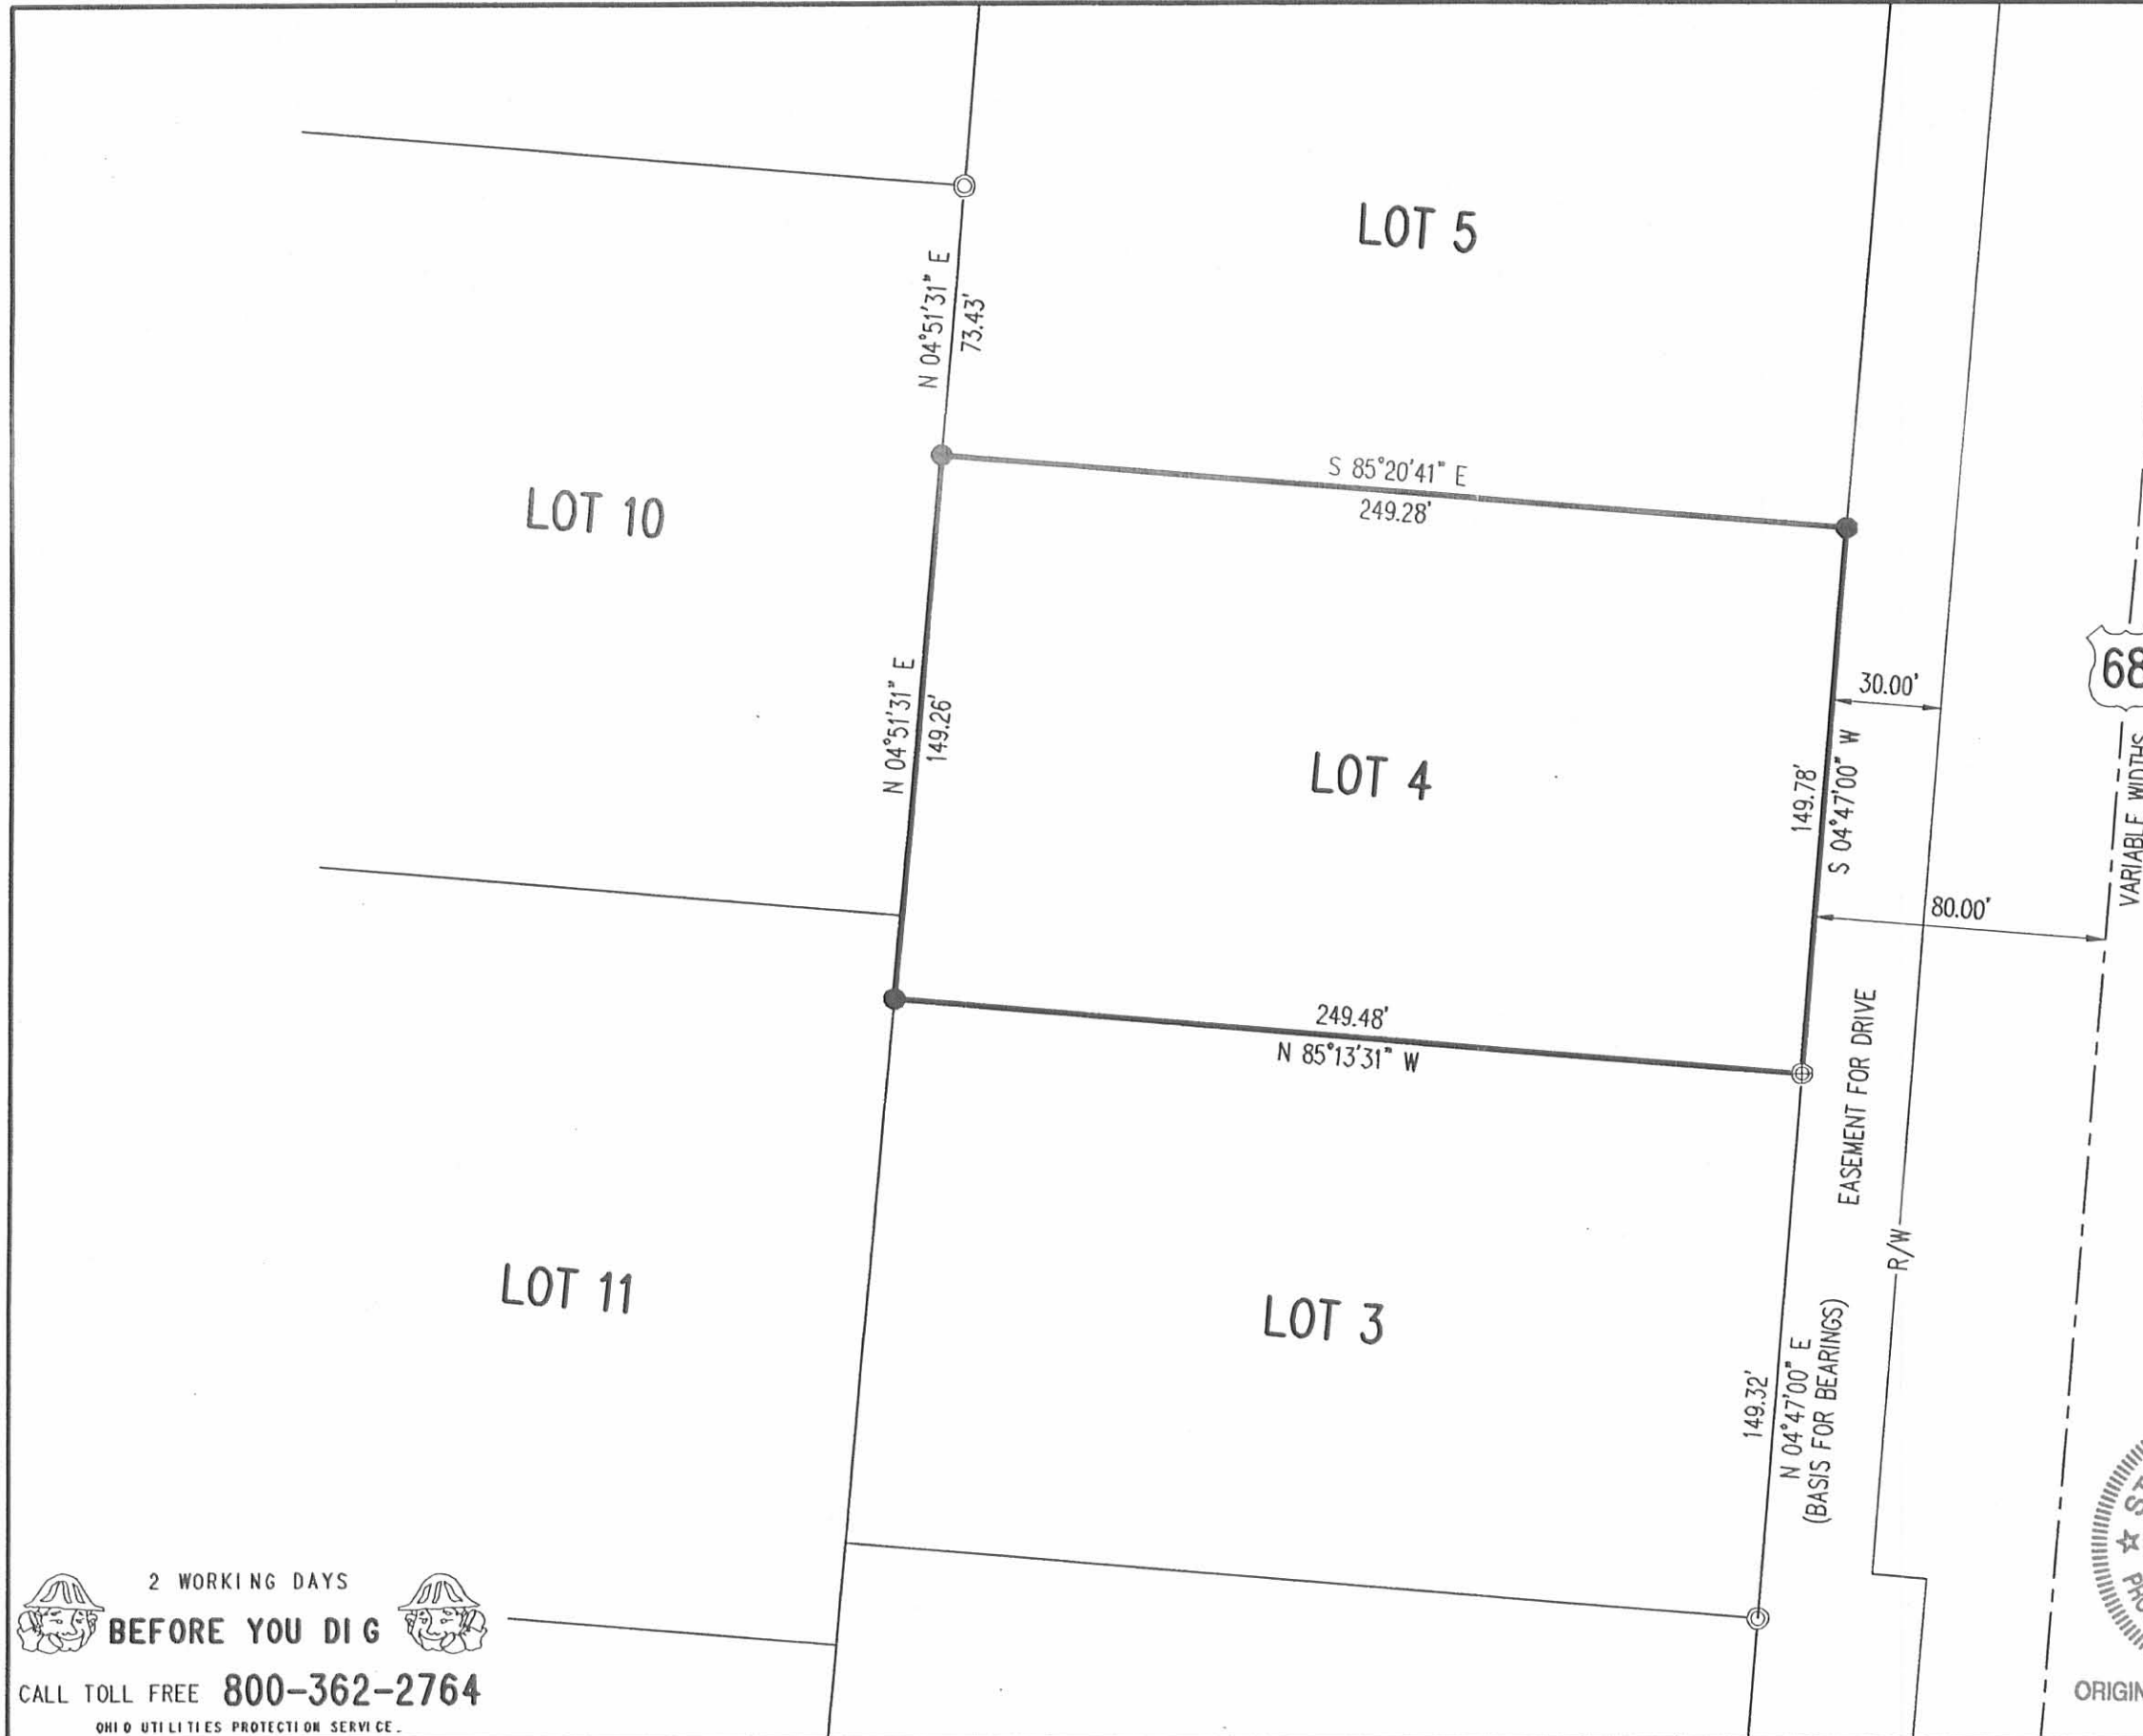 LOT 5
N 04°51'31" E
73.43'
S 85°20'41" E
249.28'
LOT 10
N 04°51'31" E
149.26'
LOT 4
30.00'
149.78'
S 04°47'00" W
68
VARIABLE WIDTHS
80.00'
249.48'
N 85°13'31" W
EASEMENT FOR DRIVE
R/W
LOT 11
LOT 3
149.32'
N 04°47'00" E
(BASIS FOR BEARINGS)
2 WORKING DAYS
BEFORE YOU DIG
CALL TOLL FREE 800-362-2764
OHIO UTILITIES PROTECTION SERVICE.